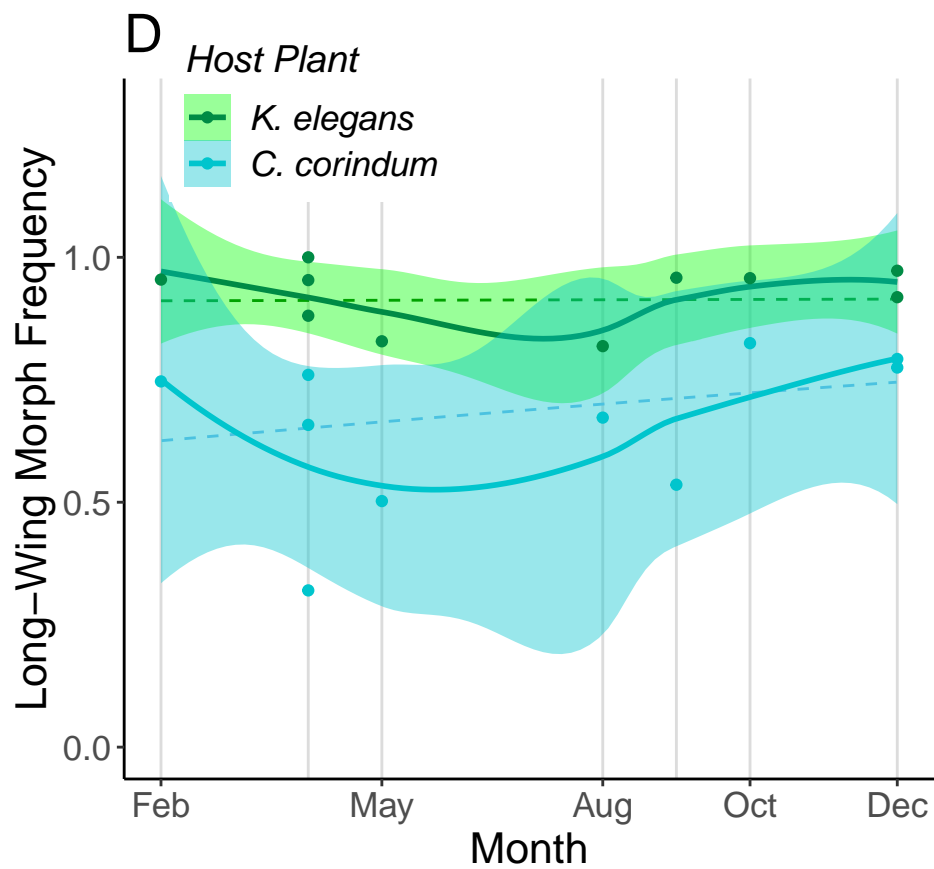 D
Host Plant
K. elegans
C. corindum
Long−Wing Morph Frequency
1.0
0.5
0.0
Feb May Aug Oct Dec
Month